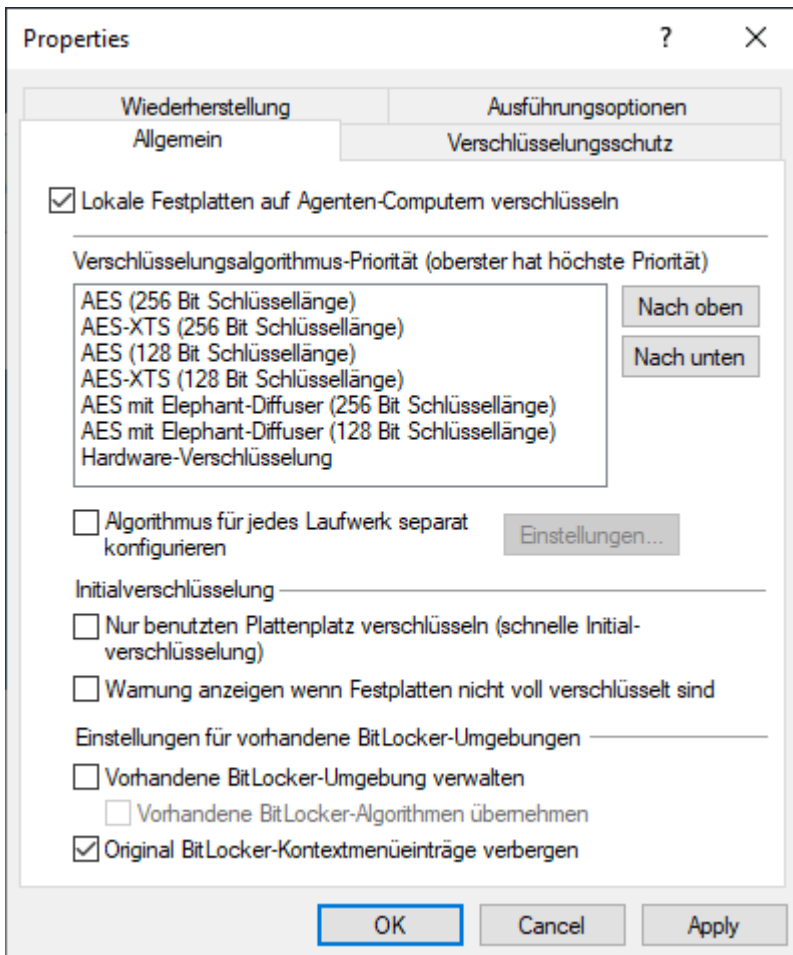 Properties
Wiederherstellung
Ausführungsoptionen
Allgemein
Verschlüsselungsschutz
Lokale Festplatten auf Agenten-Computern verschlüseln
Verschlüsselungsalgorithmus-Priorität (oberster hat höchste Priorität)
AES (256 Bit Schlüssellänge)
AES-XTS (256 Bit Schlüssellänge)
AES (128 Bit Schlüssellänge)
AES-XTS (128 Bit Schlüssellänge)
AES mit Elephant-Diffuser (256 Bit Schlüssellänge)
AES mit Elephant-Diffuser (128 Bit Schlüssellänge)
Hardware-Verschlüsselung
Nach oben
Nach unten
Algorithmus für jedes Laufwerk separat
konfigurieren
Einstellungen...
Initialverschlüsselung
Nur benutzten Plattenplatz verschlüseln (schnelle Initial-
verschlüsselung)
Warnung anzeigen wenn Festplatten nicht voll verschlüsselt sind
Einstellungen für vorhandene BitLocker-Umgebungen
Vorhandene BitLocker-Umgebung verwalten
Vorhandene BitLocker-Algorithmen übernehmen
Original BitLocker-Kontextmenüeinträge verbergen
OK
Cancel
Apply